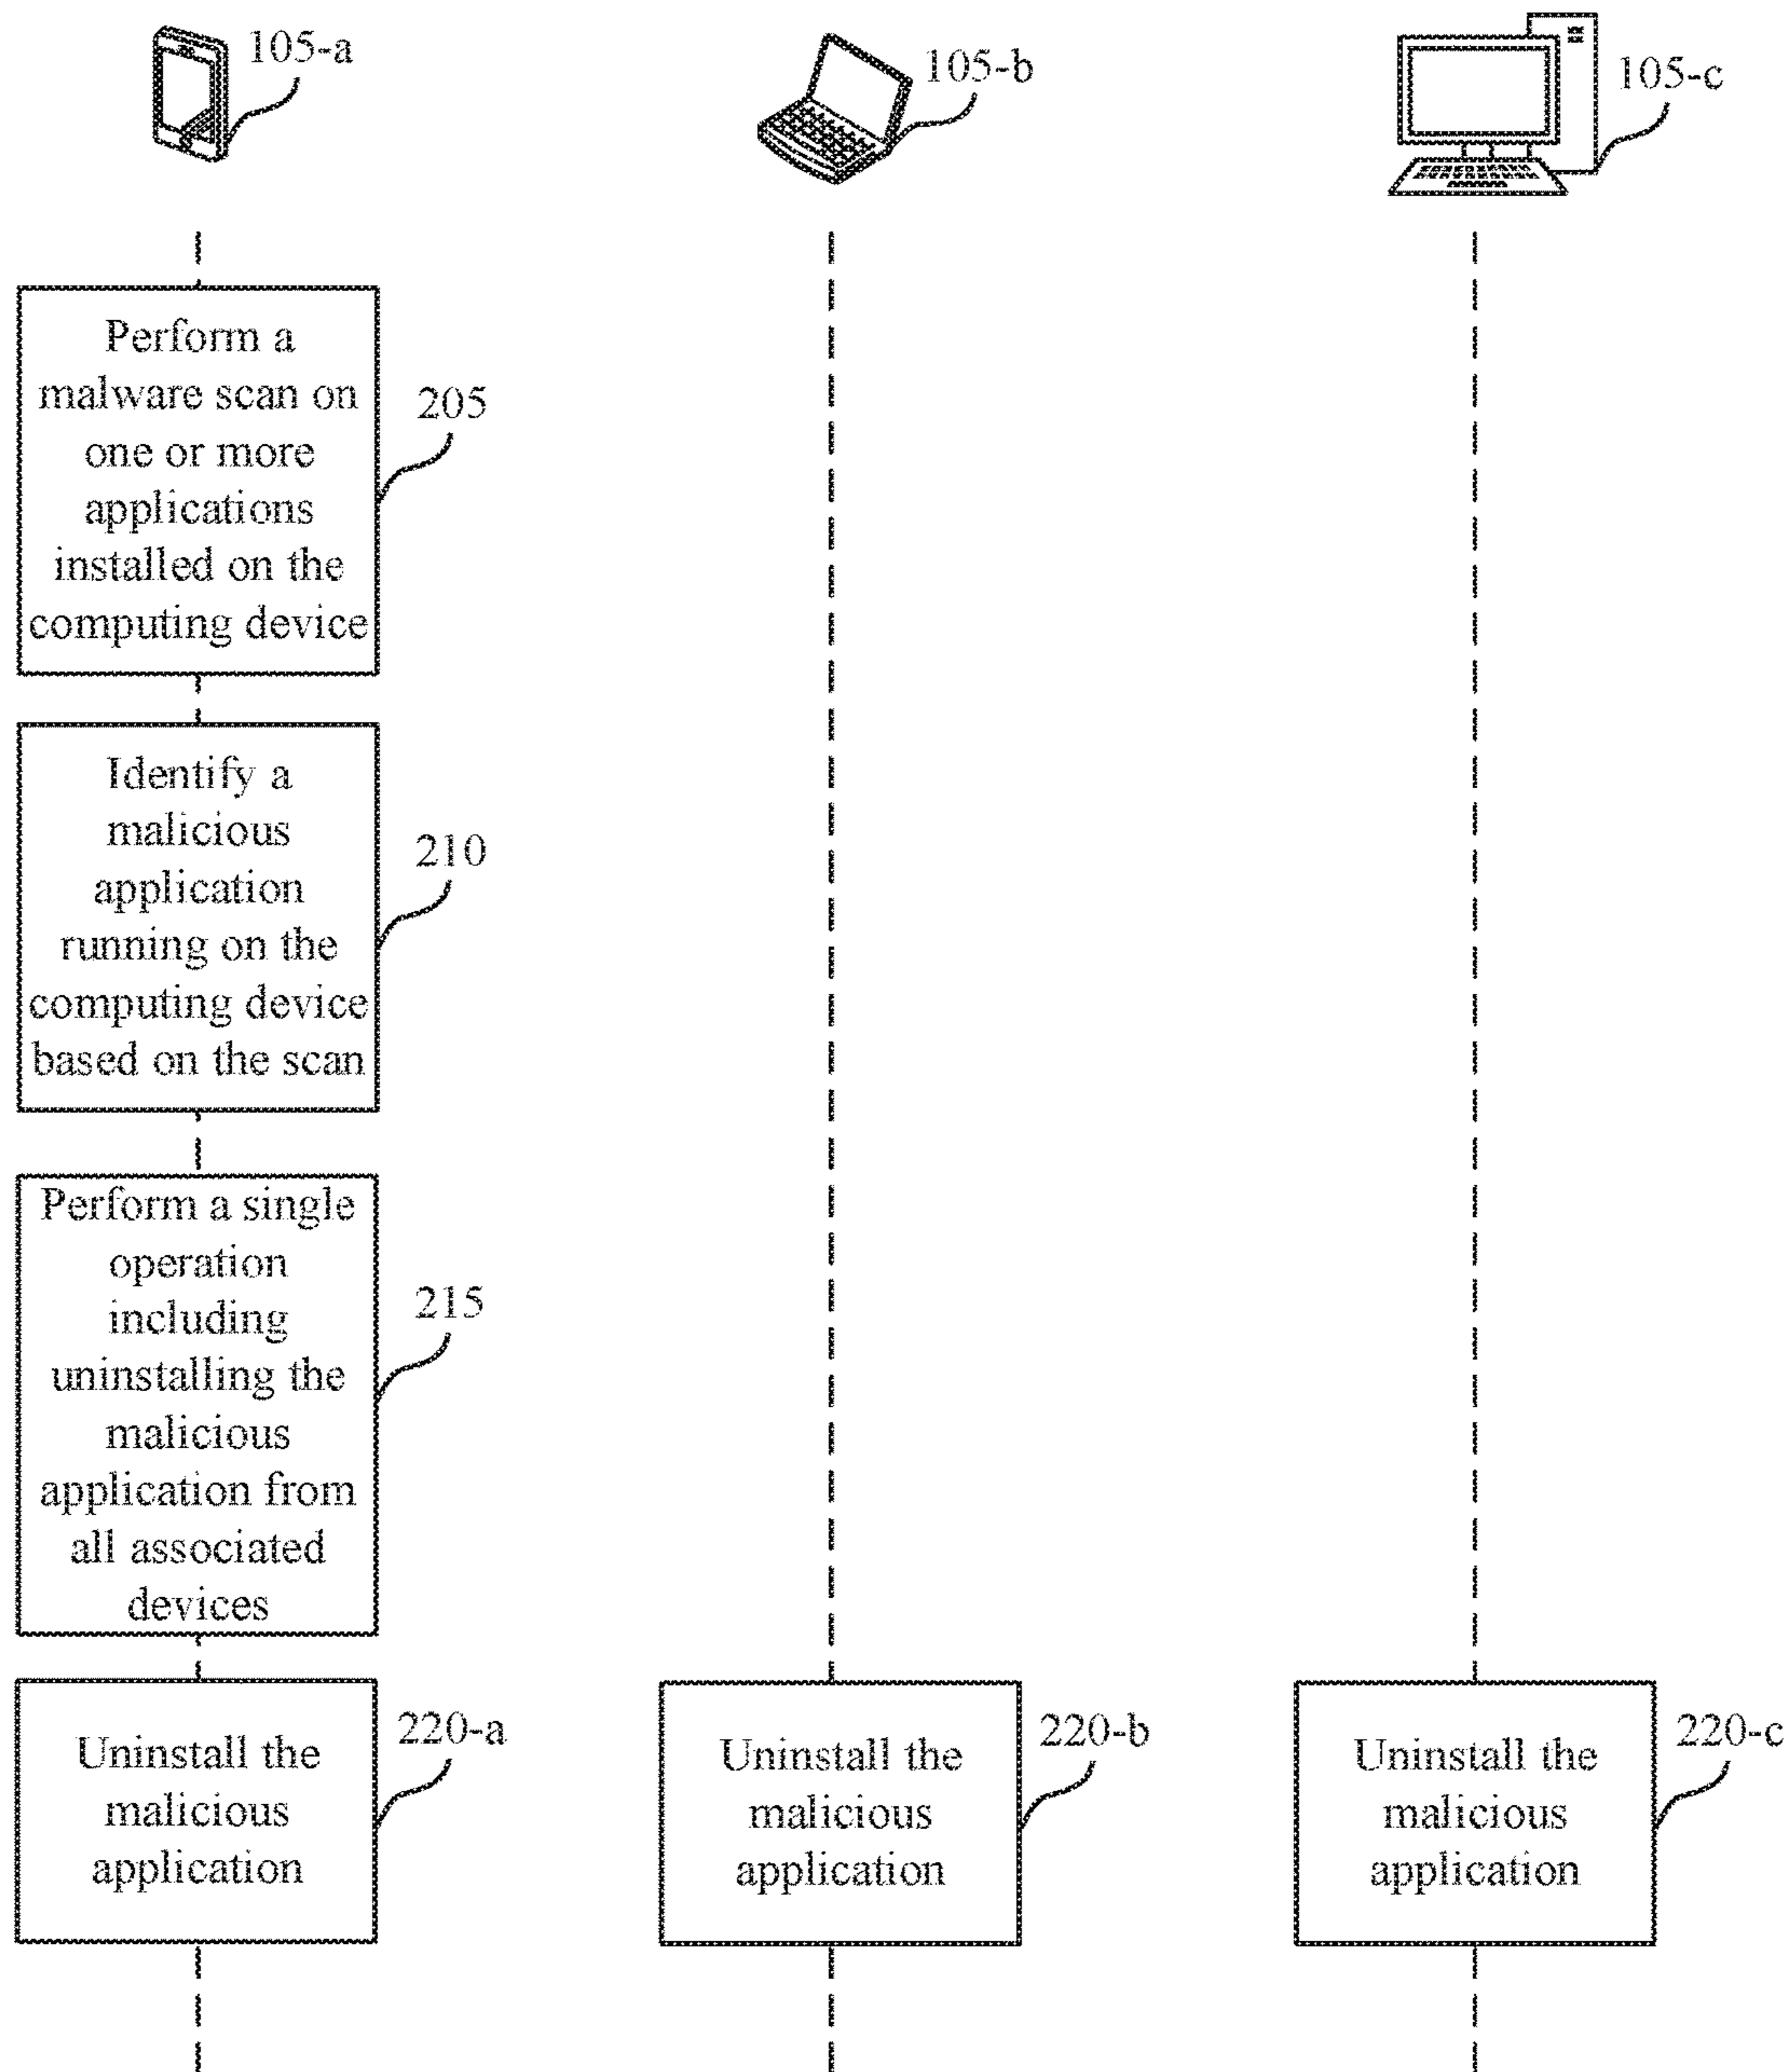 105-a
105-b
105-c
Perform a
malware scan on
one or more
applications
installed on the
computing device
205
Identify a
malicious
application
running on the
computing device
based on the scan
210
Perform a single
operation
including
uninstalling the
malicious
application from
all associated
devices
215
Uninstall the
malicious
application
220-a
Uninstall the
malicious
application
220-b
Uninstall the
malicious
application
220-c